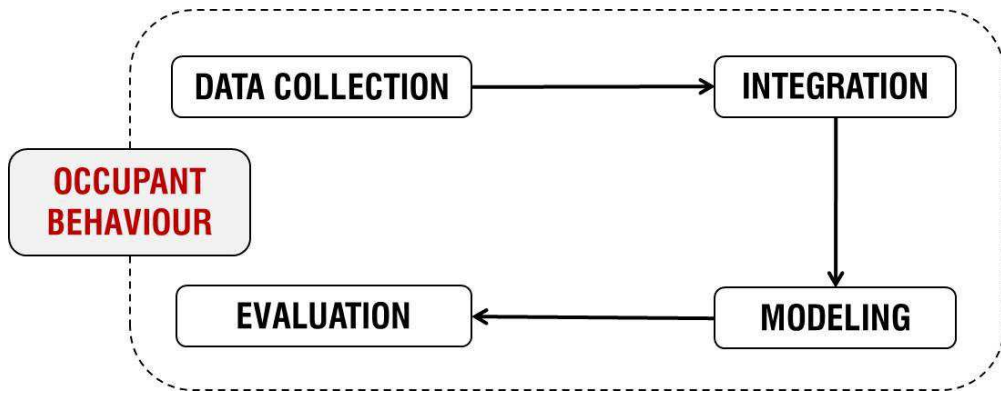 DATA COLLECTION
INTEGRATION
OCCUPANT
BEHAVIOUR
EVALUATION
MODELING